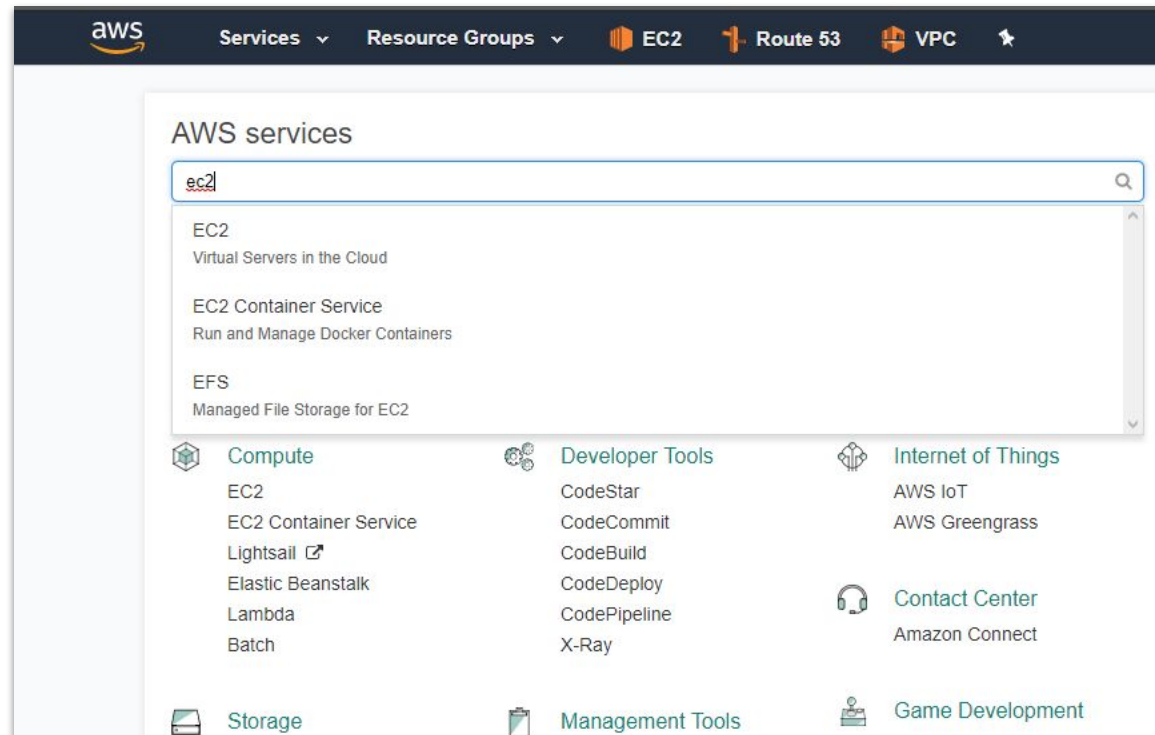 aws Services Resource Groups EC2 Route 53 VPC
AWS services
ec2
EC2
Virtual Servers in the Cloud
EC2 Container Service
Run and Manage Docker Containers
EFS
Managed File Storage for EC2
Compute
EC2
EC2 Container Service
Lightsail
Elastic Beanstalk
Lambda
Batch
Developer Tools
CodeStar
CodeCommit
CodeBuild
CodeDeploy
CodePipeline
X-Ray
Internet of Things
AWS IoT
AWS Greengrass
Contact Center
Amazon Connect
Storage
Management Tools
Game Development